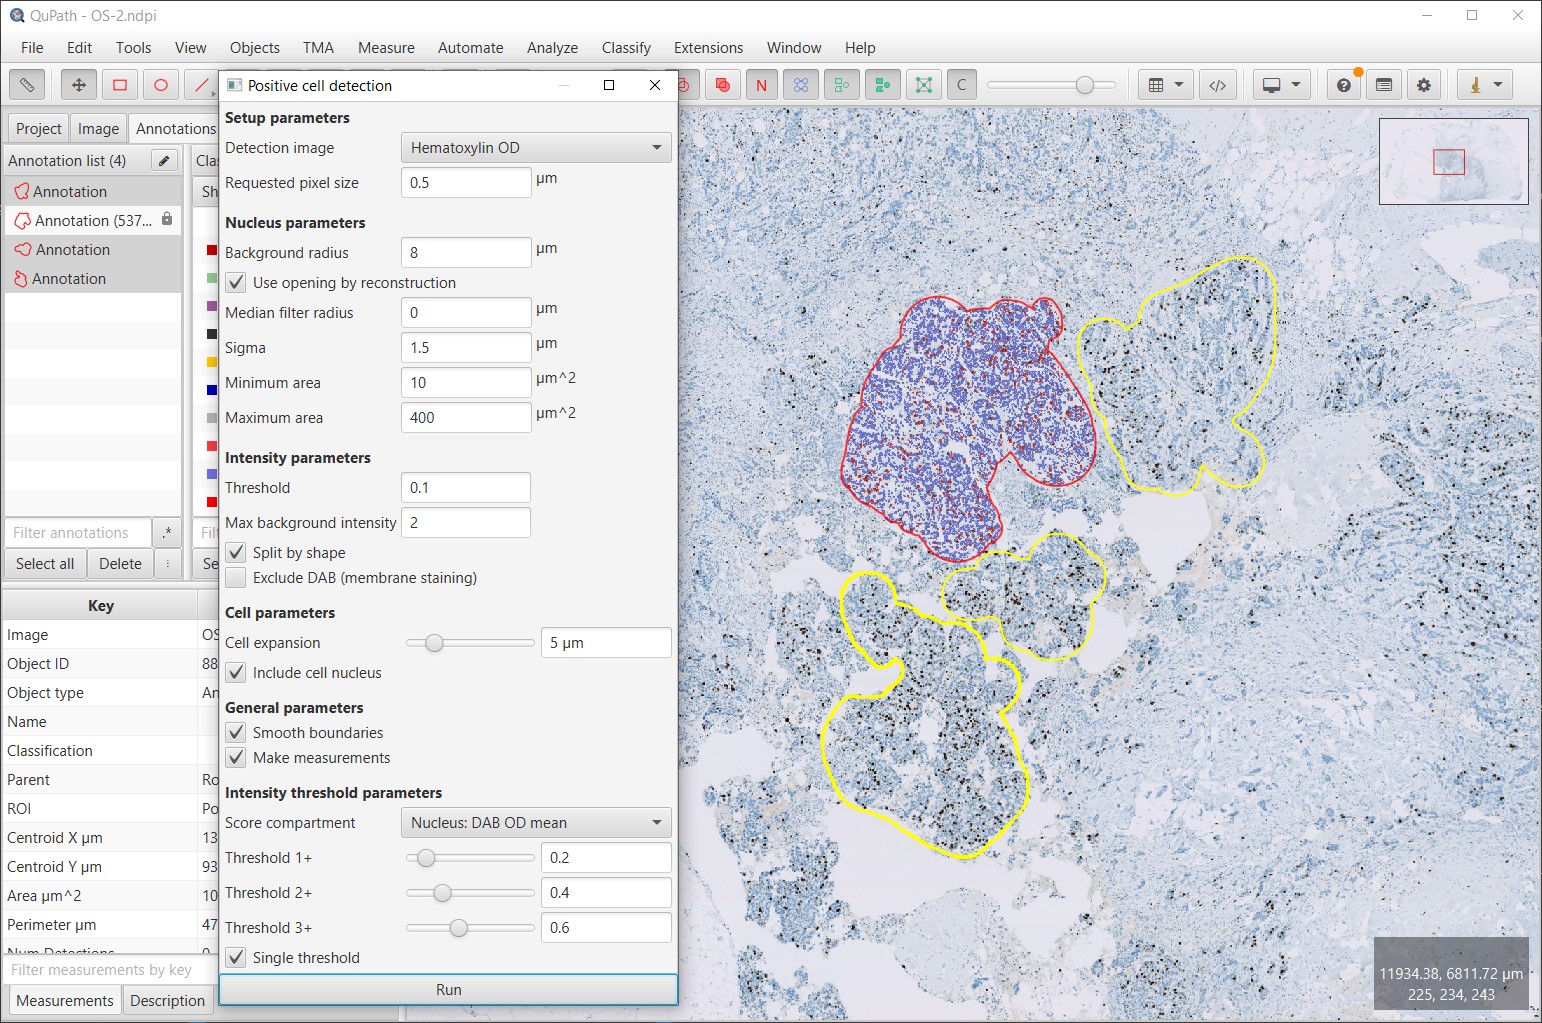 QuPath - OS-2.ndpi
File Edit Tools View Objects TMA Measure Automate Analyze Classify Extensions Window Help
N C
Project Image Annotations
Annotation list (4)
Annotation
Annotation (537...
Annotation
Annotation
Filter annotations .*
Select all Delete
Key
Image OS
Object ID 88
Object type An
Name
Classification
Parent Ro
ROI Po
Centroid X µm 13
Centroid Y µm 93
Area µm^2 10
Perimeter µm 47
Num Detections 0
Filter measurements by key
Measurements Description
Cla
Sh
Filt
Se
Positive cell detection
Setup parameters
Detection image Hematoxylin OD
Requested pixel size 0.5 µm
Nucleus parameters
Background radius 8 µm
Use opening by reconstruction
Median filter radius 0 µm
Sigma 1.5 µm
Minimum area 10 µm^2
Maximum area 400 µm^2
Intensity parameters
Threshold 0.1
Max background intensity 2
Split by shape
Exclude DAB (membrane staining)
Cell parameters
Cell expansion 5 µm
Include cell nucleus
General parameters
Smooth boundaries
Make measurements
Intensity threshold parameters
Score compartment Nucleus: DAB OD mean
Threshold 1+ 0.2
Threshold 2+ 0.4
Threshold 3+ 0.6
Single threshold
Run
11934.38, 6811.72 µm
225, 234, 243